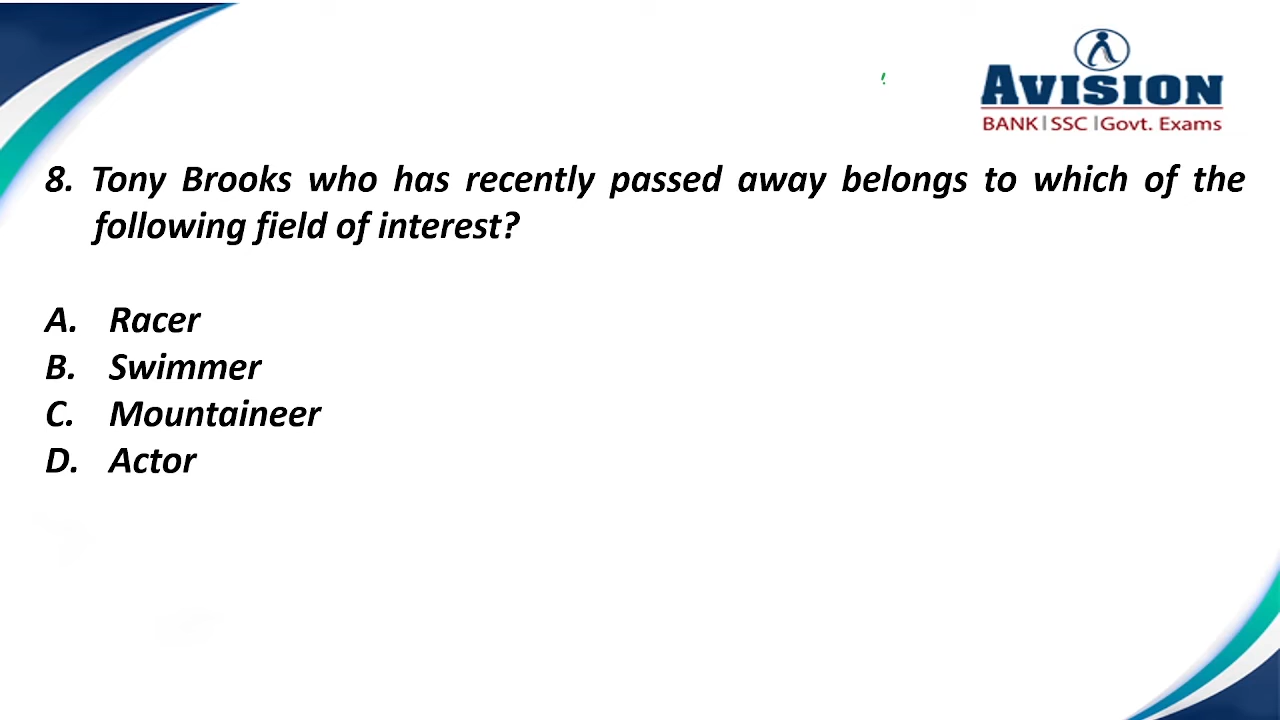 AVISION
BANK | SSC | Govt. Exams
8. Tony Brooks who has recently passed away belongs to which of the
following field of interest?
A. Racer
B. Swimmer
C. Mountaineer
D. Actor